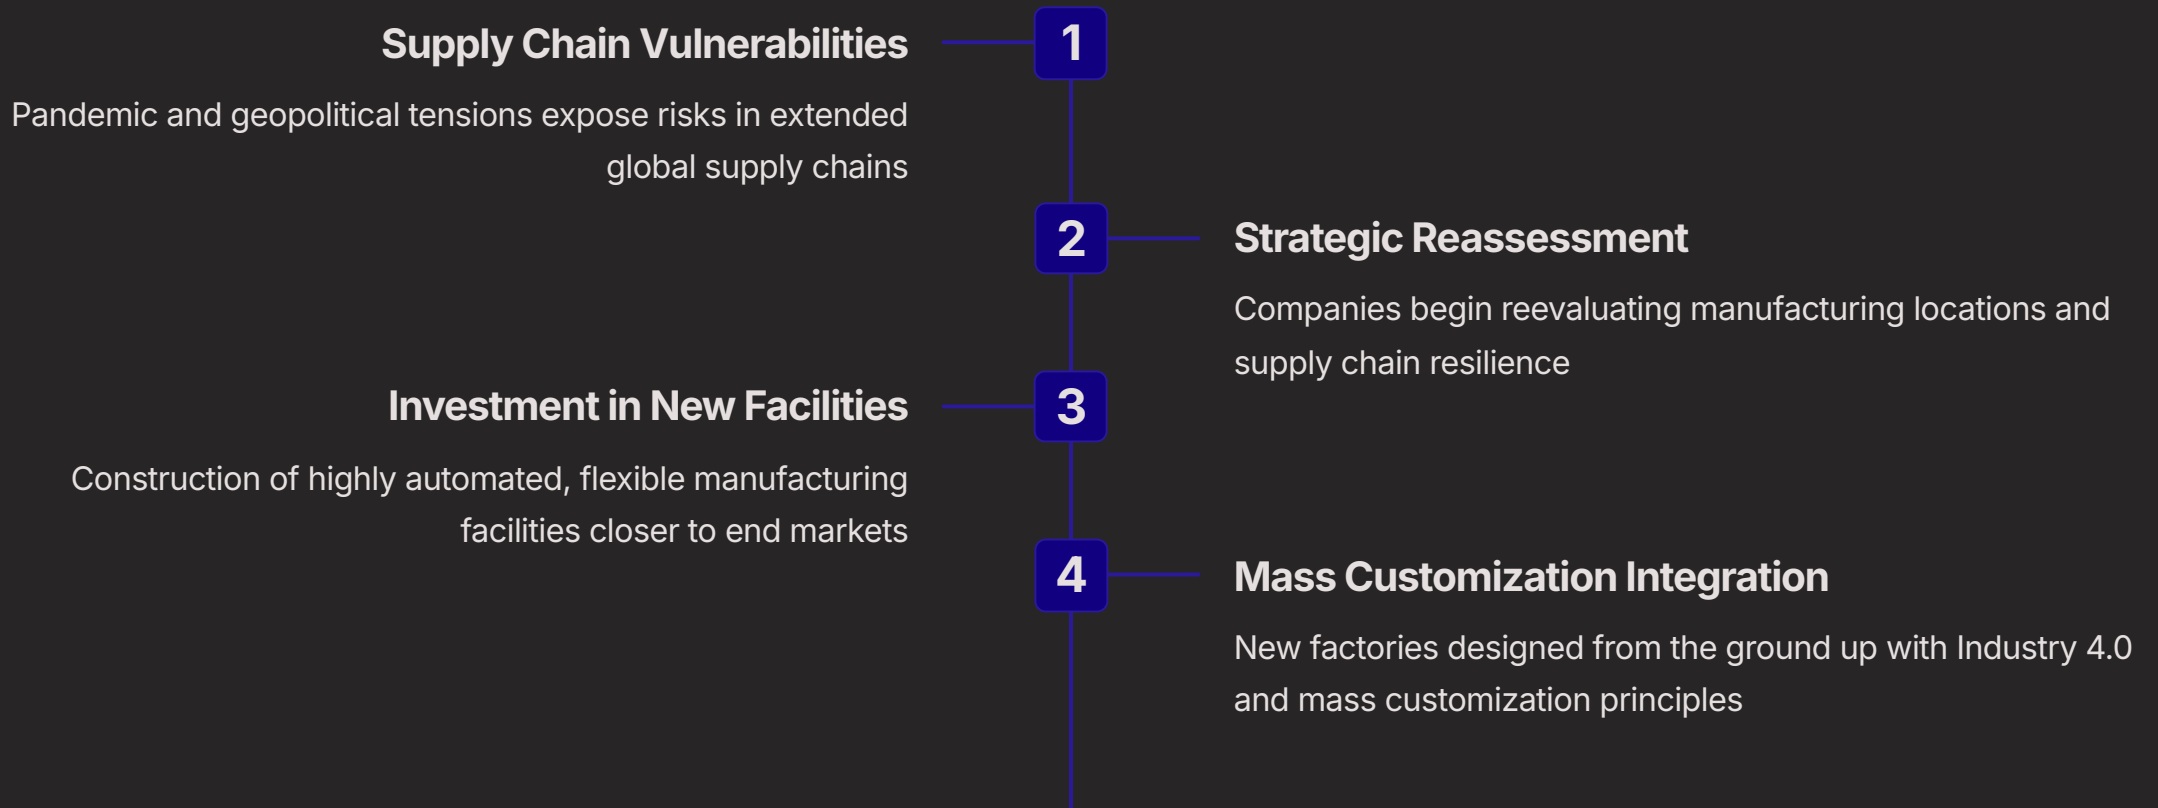 Supply Chain Vulnerabilities
1
Pandemic and geopolitical tensions expose risks in extended
global supply chains
2
Strategic Reassessment
Companies begin reevaluating manufacturing locations and
supply chain resilience
Investment in New Facilities
3
Construction of highly automated, flexible manufacturing
facilities closer to end markets
4
Mass Customization Integration
New factories designed from the ground up with Industry 4.0
and mass customization principles